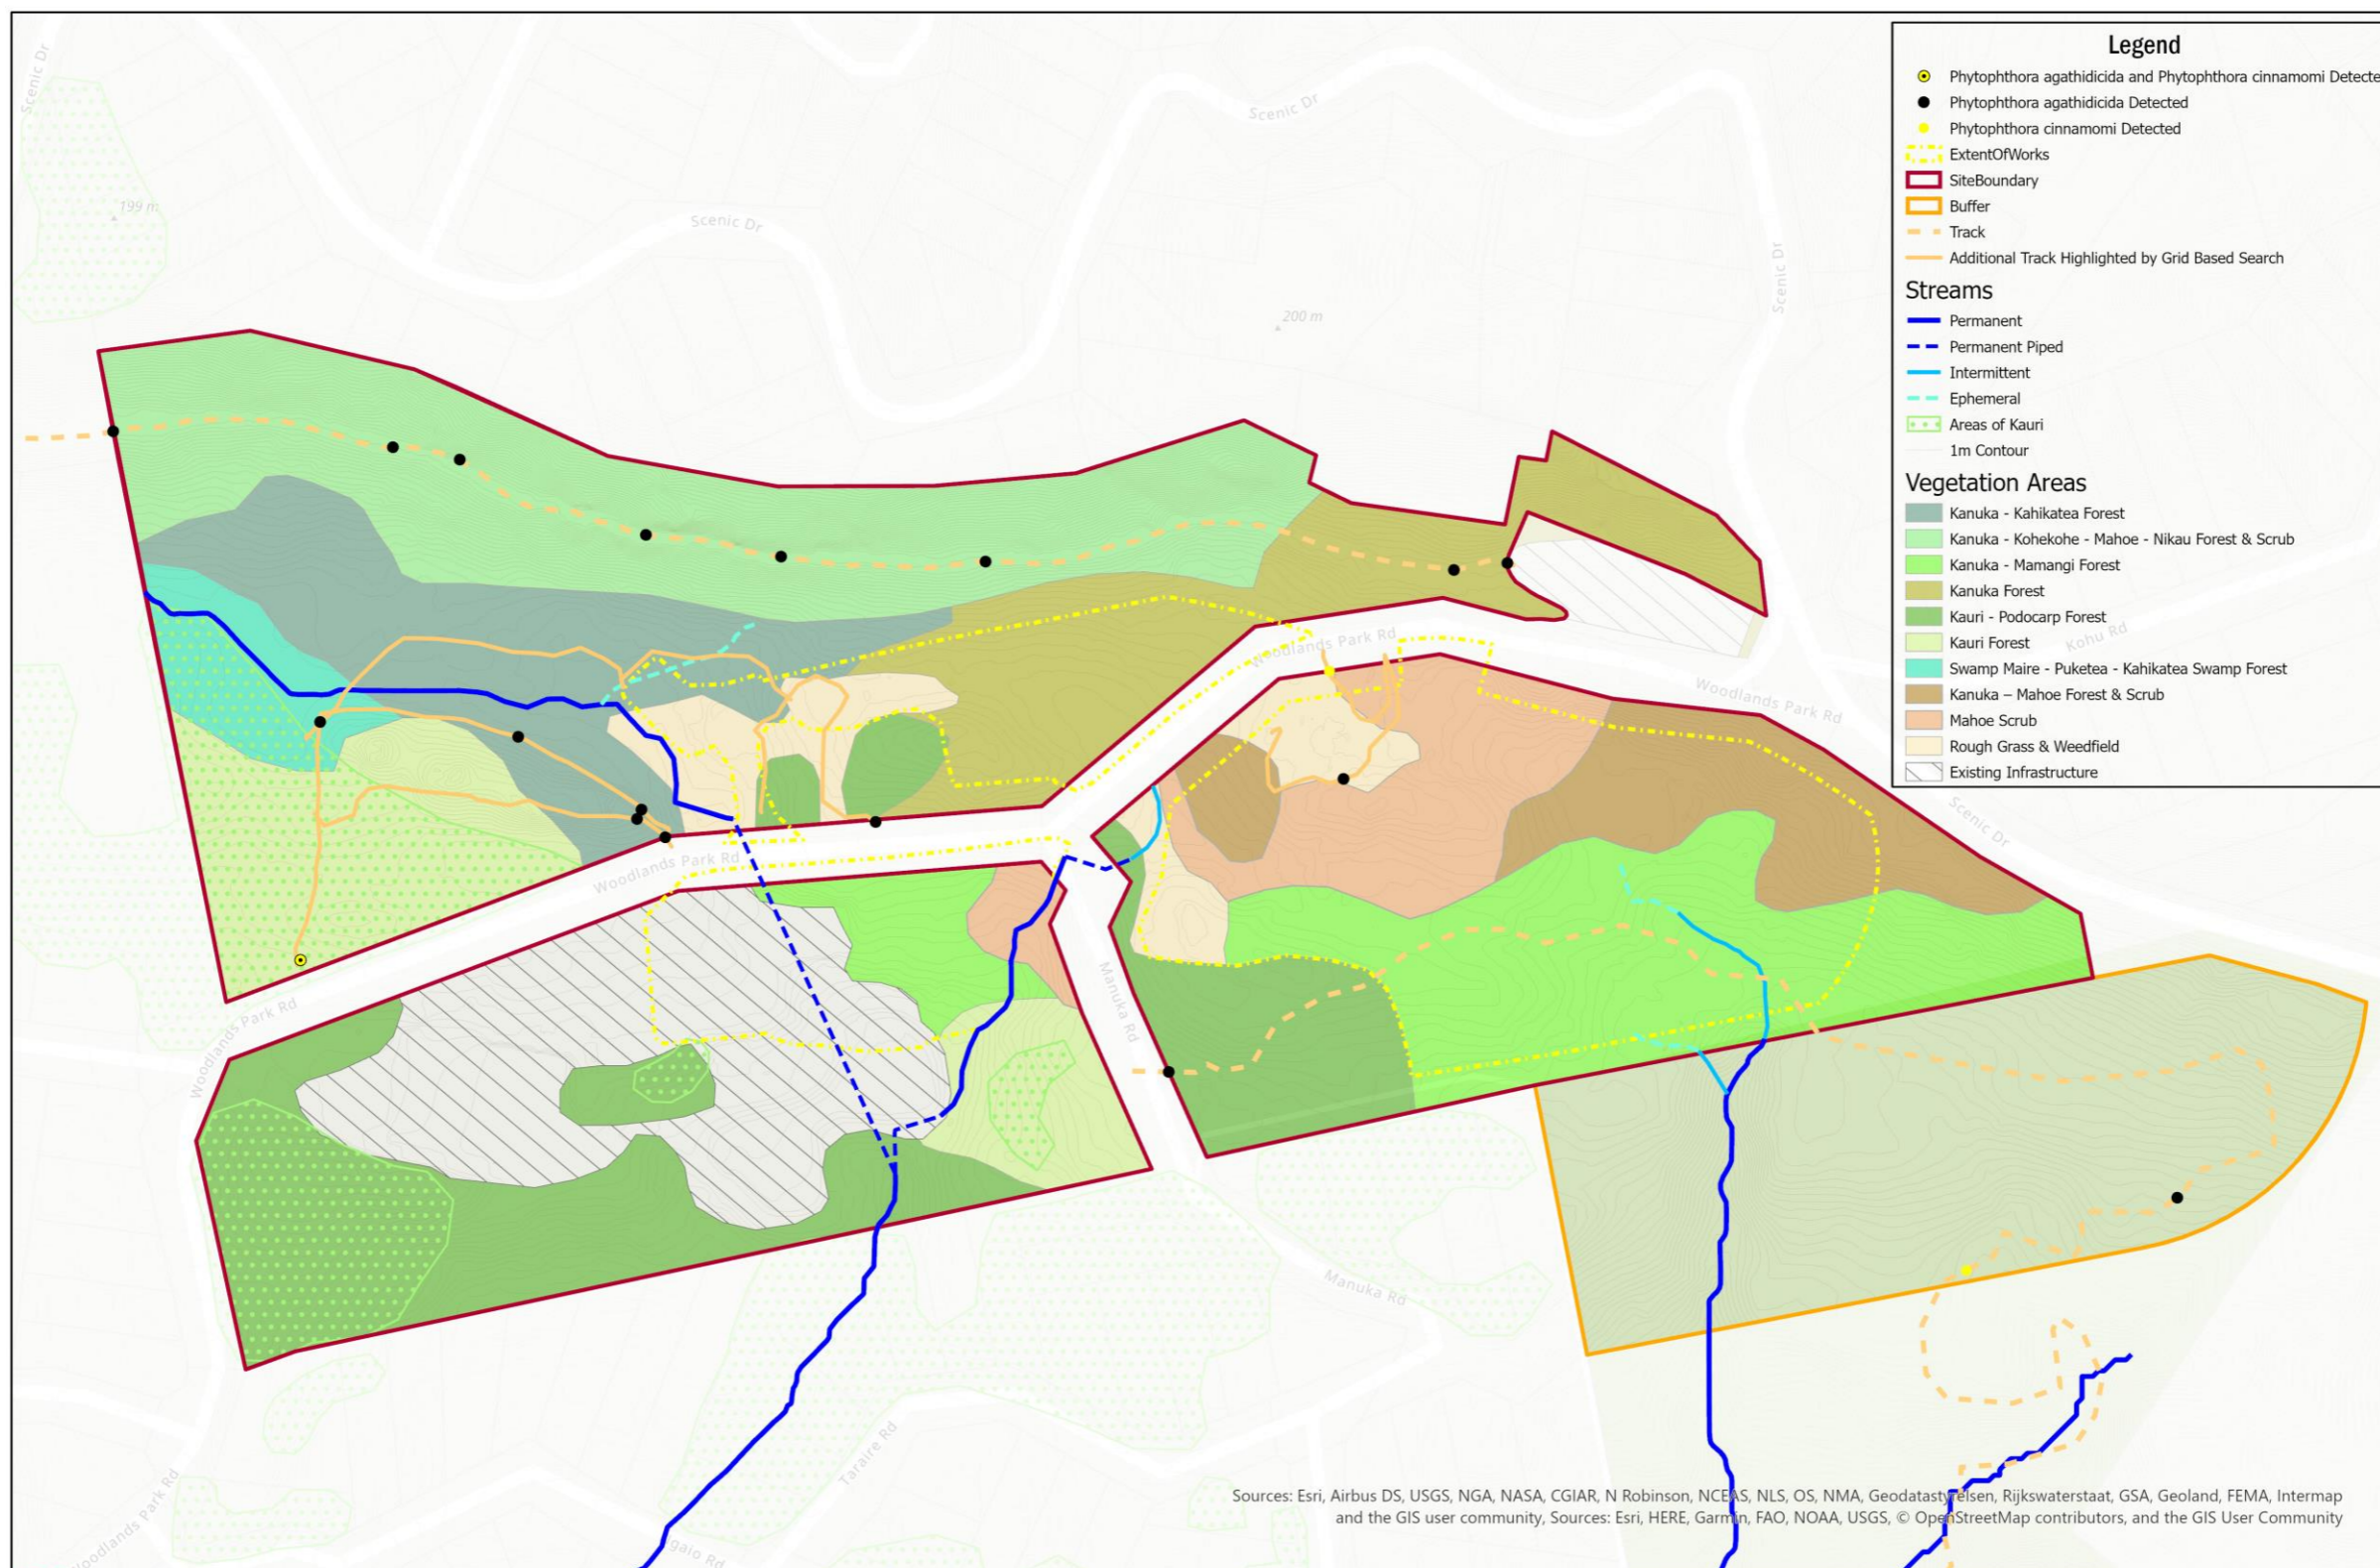 Legend
Phytophthora agathidicida and Phytophthora cinnamomi Detecte
Phytophthora agathidicida Detected
Phytophthora cinnamomi Detected
ExtentOfWorks
SiteBoundary
Buffer
Track
Additional Track Highlighted by Grid Based Search
Streams
Permanent
Permanent Piped
Intermittent
Ephemeral
Areas of Kauri
1m Contour
Vegetation Areas
Kanuka - Kahikatea Forest
Kanuka - Kohekohe - Mahoe - Nikau Forest & Scrub
Kanuka - Mamangi Forest
Kanuka Forest
Kauri - Podocarp Forest
Kauri Forest
Swamp Maire - Puketea - Kahikatea Swamp Forest
Kanuka – Mahoe Forest & Scrub
Mahoe Scrub
Rough Grass & Weedfield
Existing Infrastructure
Scenic Dr
Scenic Dr
199 m
Scenic Dr
Scenic Dr
200 m
Kohu Rd
Woodlands Park Rd
Woodlands Park Rd
Scenic Dr
Woodlands Park Rd
Manuka Rd
Woodlands Park Rd
Manuka Rd
Taraire Rd
Woodlands Park Rd
gaio Rd
Sources: Esri, Airbus DS, USGS, NGA, NASA, CGIAR, N Robinson, NCEAS, NLS, OS, NMA, Geodatastyrelsen, Rijkswaterstaat, GSA, Geoland, FEMA, Intermap
and the GIS user community, Sources: Esri, HERE, Garmin, FAO, NOAA, USGS, © OpenStreetMap contributors, and the GIS User Community